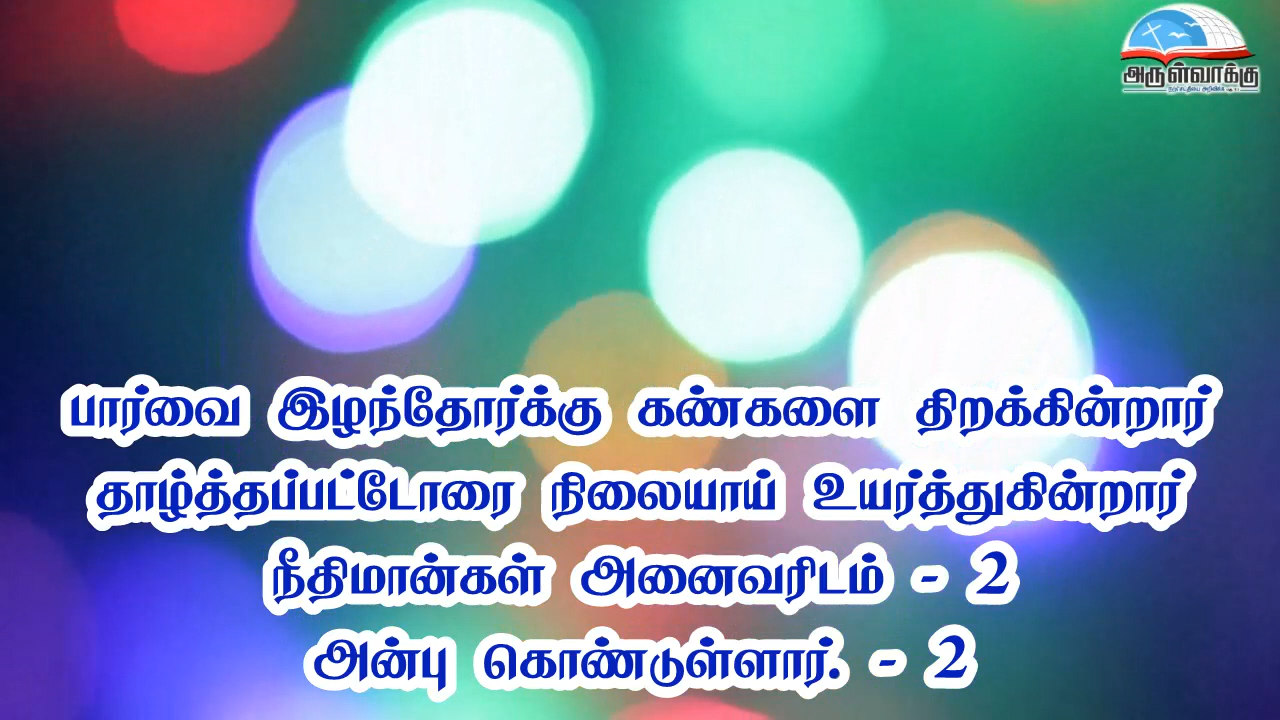 அருள்வாக்கு
பார்வை இழந்தோர்க்கு கண்களை திறக்கின்றார்
தாழ்த்தப்பட்டோரை நிலையாய் உயர்த்துகின்றார்
நீதிமான்கள் அனைவரிடம் - 2
அன்பு கொண்டுள்ளார். - 2